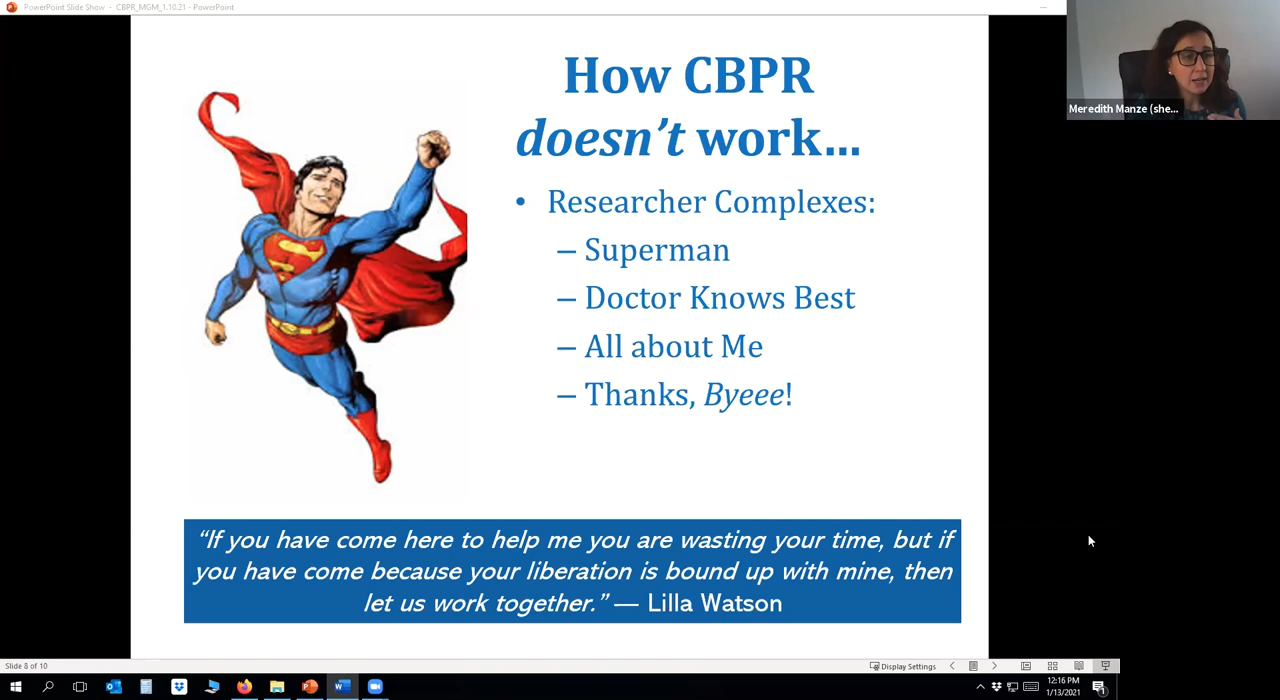 PowerPoint Slide Show - CBPR_MGM_1.10.21 - PowerPoint
Meredith Manze (she...
How CBPR
doesn't work...
• Researcher Complexes:
– Superman
– Doctor Knows Best
– All about Me
– Thanks, Byeee!
“If you have come here to help me you are wasting your time, but if
you have come because your liberation is bound up with mine, then
let us work together.” — Lilla Watson
Slide 8 of 10
Display Settings
12:16 PM
1/13/2021